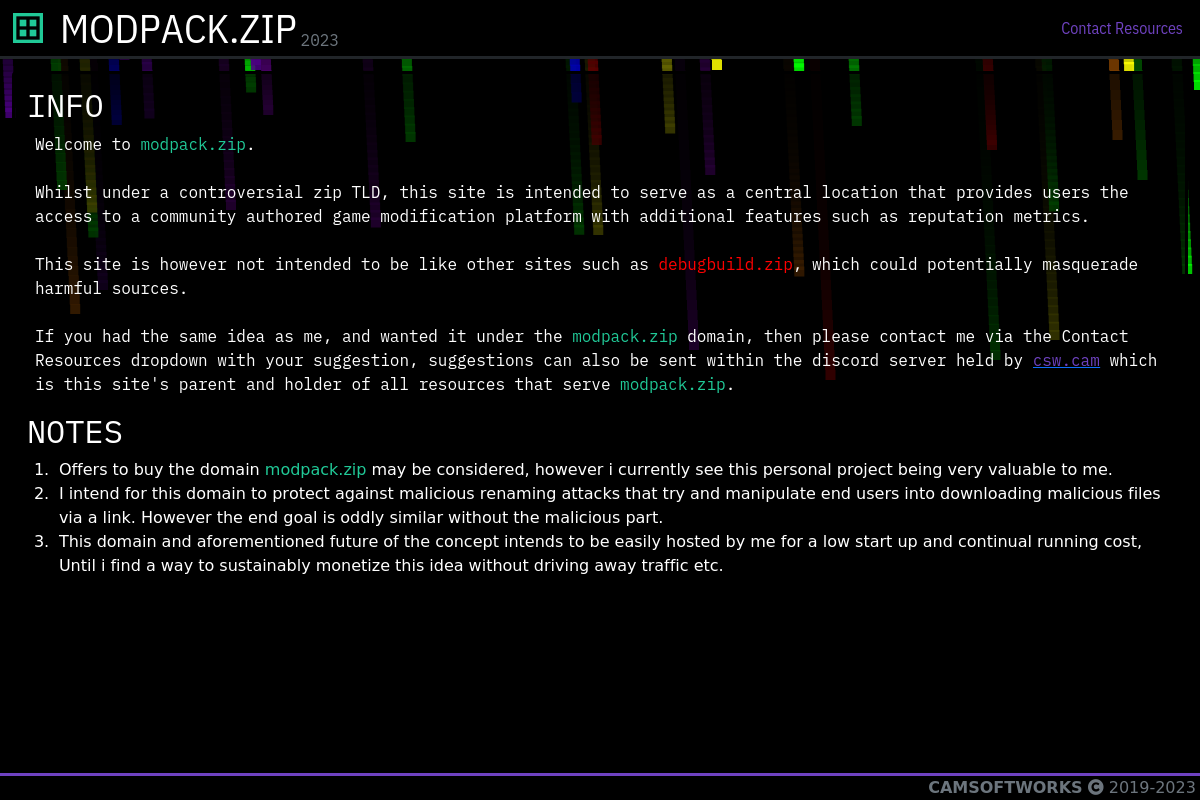 MODPACK.ZIP 2023
Contact Resources
INFO
Welcome to modpack.zip.
Whilst under a controversial zip TLD, this site is intended to serve as a central location that provides users the
access to a community authored game modification platform with additional features such as reputation metrics.
This site is however not intended to be like other sites such as debugbuild.zip, which could potentially masquerade
harmful sources.
If you had the same idea as me, and wanted it under the modpack.zip domain, then please contact me via the Contact
Resources dropdown with your suggestion, suggestions can also be sent within the discord server held by csw.cam which
is this site's parent and holder of all resources that serve modpack.zip.
NOTES
1. Offers to buy the domain modpack.zip may be considered, however i currently see this personal project being very valuable to me.
2. I intend for this domain to protect against malicious renaming attacks that try and manipulate end users into downloading malicious files
via a link. However the end goal is oddly similar without the malicious part.
3. This domain and aforementioned future of the concept intends to be easily hosted by me for a low start up and continual running cost,
Until i find a way to sustainably monetize this idea without driving away traffic etc.
CAMSOFTWORKS © 2019-2023